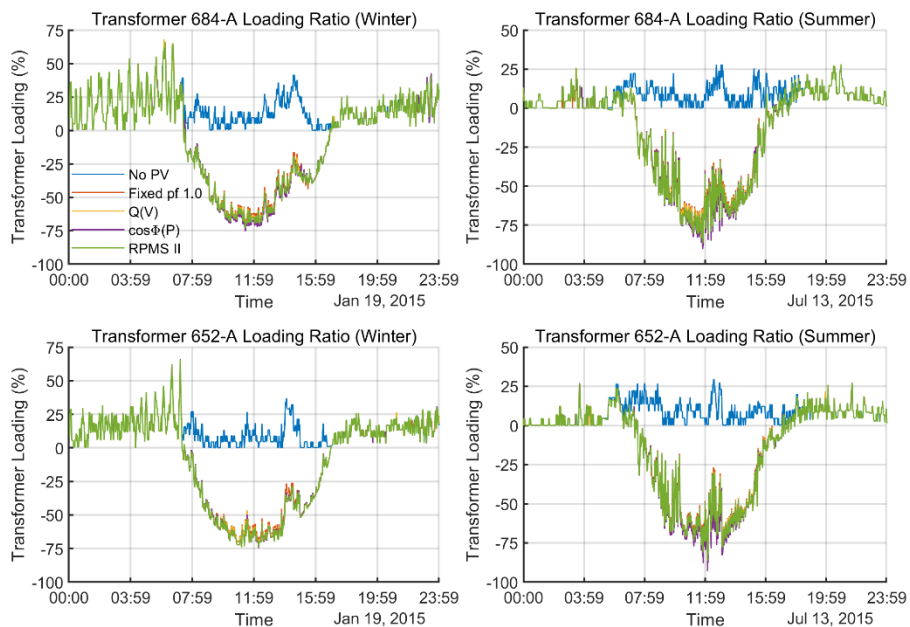 Transformer 684-A Loading Ratio (Winter)
Transformer Loading (%)
75
50
25
0
-25
-50
-75
-100
No PV
Fixed pf 1.0
Q(V)
cosΦ(P)
RPMS II
00:00 03:59 07:59 11:59 15:59 19:59 23:59
Time
Jan 19, 2015
Transformer 684-A Loading Ratio (Summer)
Transformer Loading (%)
50
25
0
-25
-50
-75
-100
00:00 03:59 07:59 11:59 15:59 19:59 23:59
Time
Jul 13, 2015
Transformer 652-A Loading Ratio (Winter)
Transformer Loading (%)
75
50
25
0
-25
-50
-75
-100
00:00 03:59 07:59 11:59 15:59 19:59 23:59
Time
Jan 19, 2015
Transformer 652-A Loading Ratio (Summer)
Transformer Loading (%)
50
25
0
-25
-50
-75
-100
00:00 03:59 07:59 11:59 15:59 19:59 23:59
Time
Jul 13, 2015